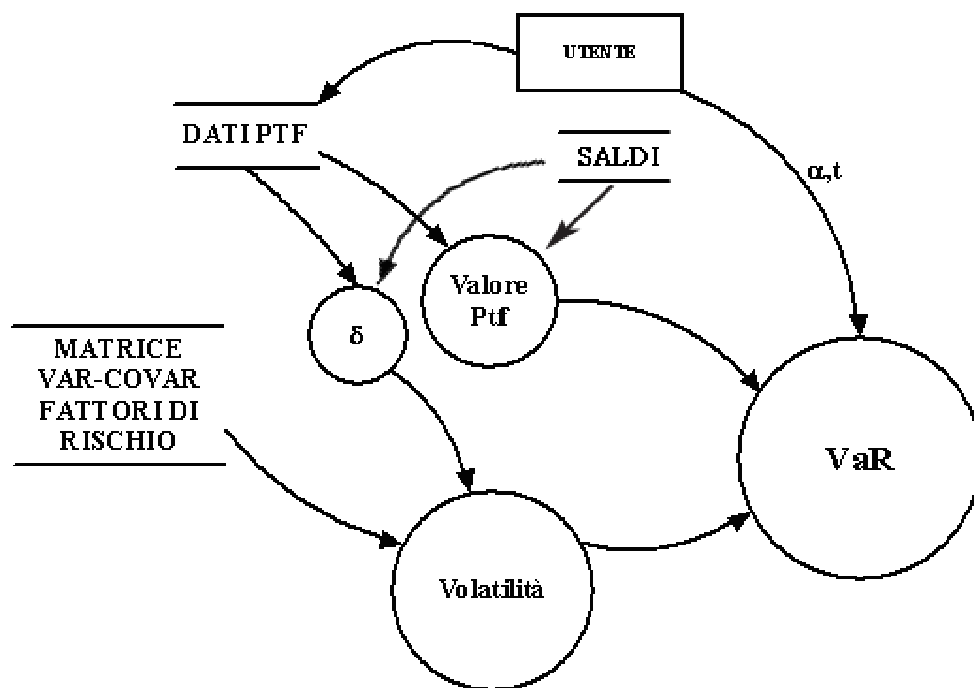 UTENTE
DATI PTF
SALDI
α,t
Valore
Ptf
δ
MATRICE
VAR-COVAR
FATTORI DI
RISCHIO
VaR
Volatilità